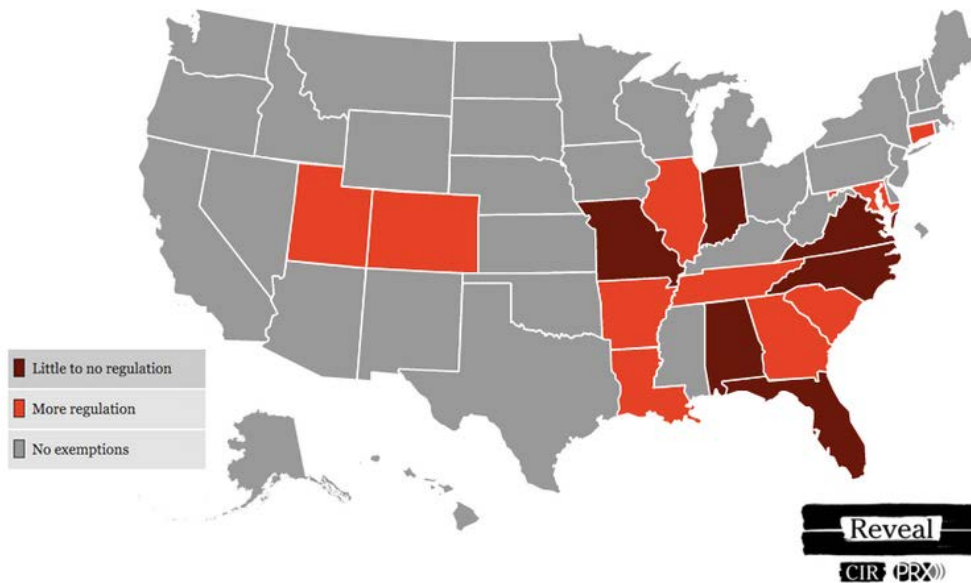 Little to no regulation
More regulation
No exemptions
Reveal
CIR PRX